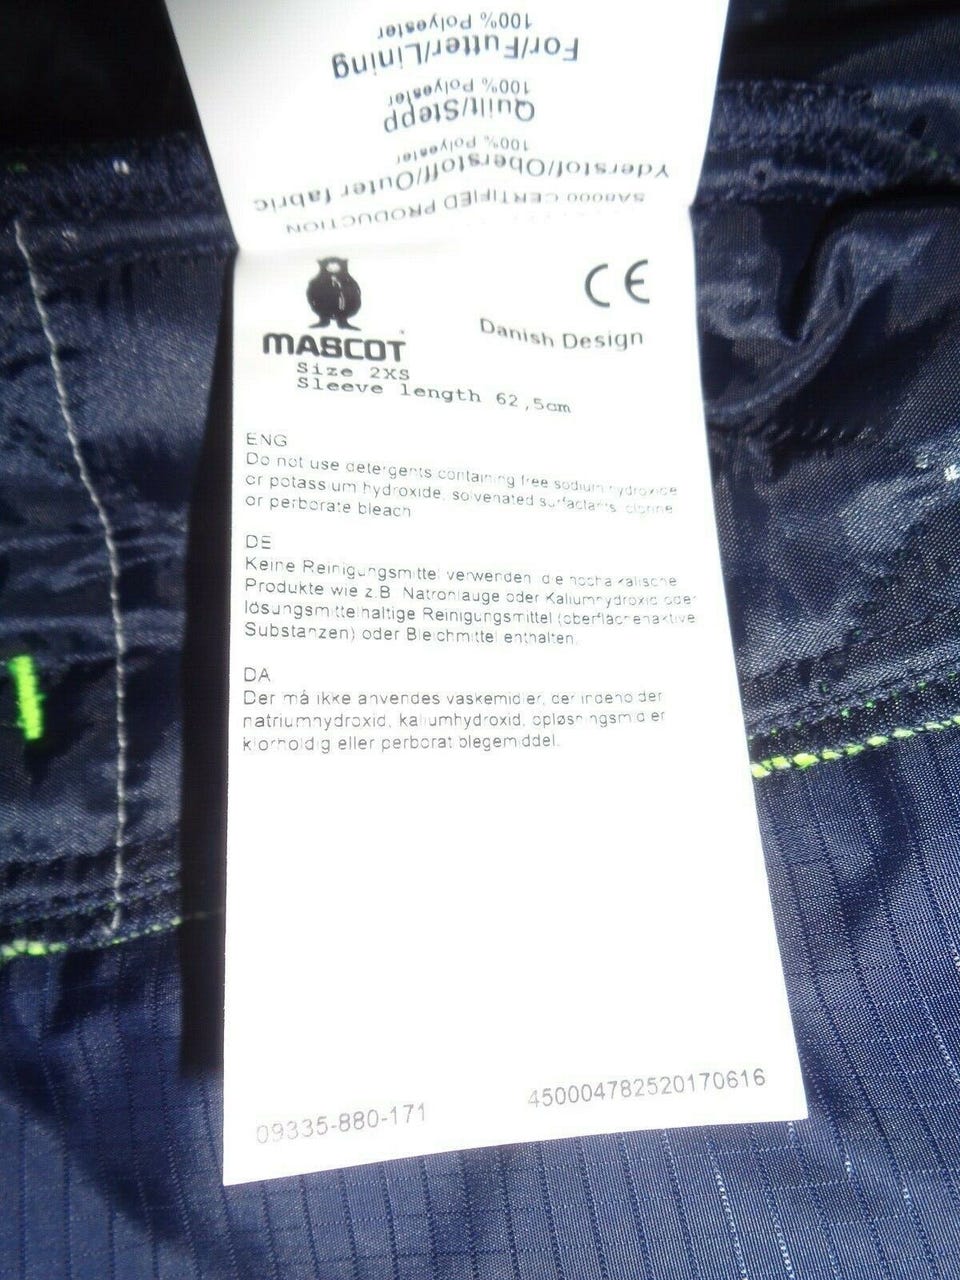 SA8000 CERTIFIED PRODUCTION
Yderstof/Oberstoff/Outer fabric
100% Polyester
Quilt/Stepp
100% Polyester
For/Futter/Lining
100% Polyester
CE
MASCOT
Danish Design
Size 2XS
Sleeve length 62,5cm
ENG
Do not use detergents containing free sodium hydroxide
or potassium hydroxide, solvenated surfactants, clorine
or perborate bleach
DE
Keine Reinigungsmittel verwenden, die hochalkalische
Produkte wie z.B. Natronlauge oder Kaliumhydroxid oder
lösungsmittelhaltige Reinigungsmittel (oberflächenaktive
Substanzen) oder Bleichmittel enthalten.
DA
Der må ikke anvendes vaskemidler, der indeholder
natriumhydroxid, kaliumhydroxid, opløsningsmidler
klorholdig eller perborat blegemiddel.
09335-880-171
450004782520170616